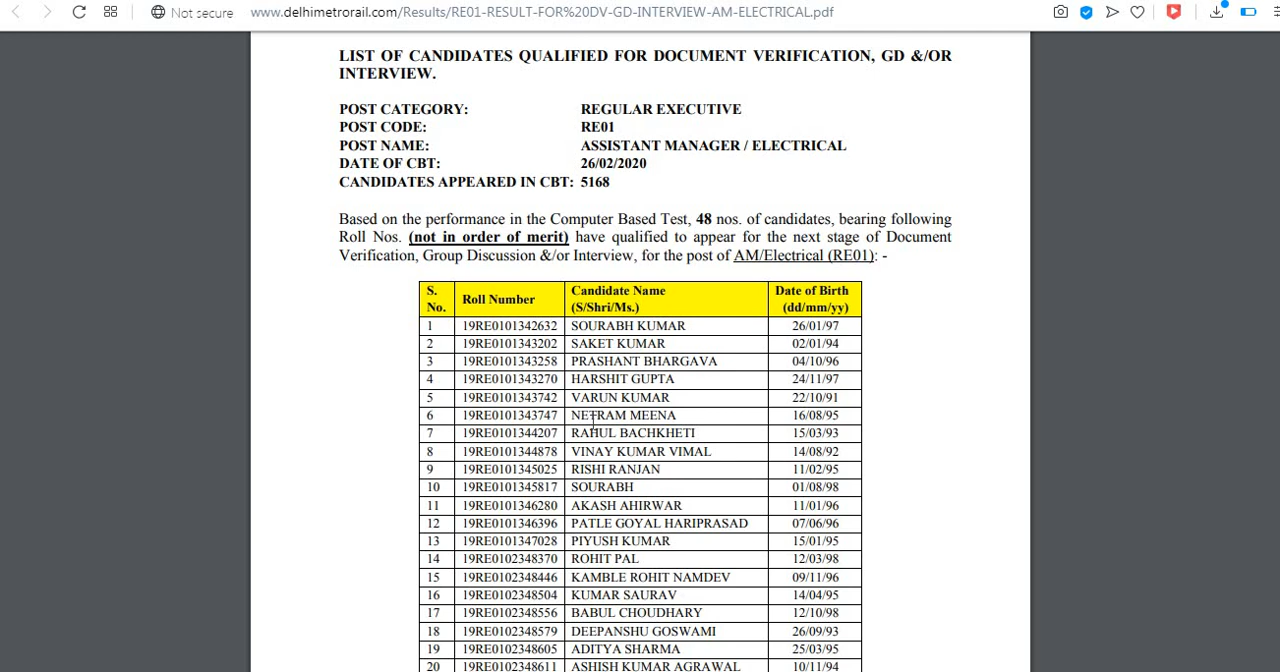 Not secure www.delhimetrorail.com/Results/RE01-RESULT-FOR%20DV-GD-INTERVIEW-AM-ELECTRICAL.pdf
LIST OF CANDIDATES QUALIFIED FOR DOCUMENT VERIFICATION, GD &/OR
INTERVIEW.
POST CATEGORY: REGULAR EXECUTIVE
POST CODE: RE01
POST NAME: ASSISTANT MANAGER / ELECTRICAL
DATE OF CBT: 26/02/2020
CANDIDATES APPEARED IN CBT: 5168
Based on the performance in the Computer Based Test, 48 nos. of candidates, bearing following
Roll Nos. (not in order of merit) have qualified to appear for the next stage of Document
Verification, Group Discussion &/or Interview, for the post of AM/Electrical (RE01): -
S. No. Roll Number Candidate Name (S/Shri/Ms.) Date of Birth (dd/mm/yy)
1 19RE0101342632 SOURABH KUMAR 26/01/97
2 19RE0101343202 SAKET KUMAR 02/01/94
3 19RE0101343258 PRASHANT BHARGAVA 04/10/96
4 19RE0101343270 HARSHIT GUPTA 24/11/97
5 19RE0101343742 VARUN KUMAR 22/10/91
6 19RE0101343747 NETRAM MEENA 16/08/95
7 19RE0101344207 RAHUL BACHKHETI 15/03/93
8 19RE0101344878 VINAY KUMAR VIMAL 14/08/92
9 19RE0101345025 RISHI RANJAN 11/02/95
10 19RE0101345817 SOURABH 01/08/98
11 19RE0101346280 AKASH AHIRWAR 11/01/96
12 19RE0101346396 PATLE GOYAL HARIPRASAD 07/06/96
13 19RE0101347028 PIYUSH KUMAR 15/01/95
14 19RE0102348370 ROHIT PAL 12/03/98
15 19RE0102348446 KAMBLE ROHIT NAMDEV 09/11/96
16 19RE0102348504 KUMAR SAURAV 14/04/95
17 19RE0102348556 BABUL CHOUDHARY 12/10/98
18 19RE0102348579 DEEPANSHU GOSWAMI 26/09/93
19 19RE0102348605 ADITYA SHARMA 25/03/95
20 19RE0102348611 ASHISH KUMAR AGRAWAL 10/11/94